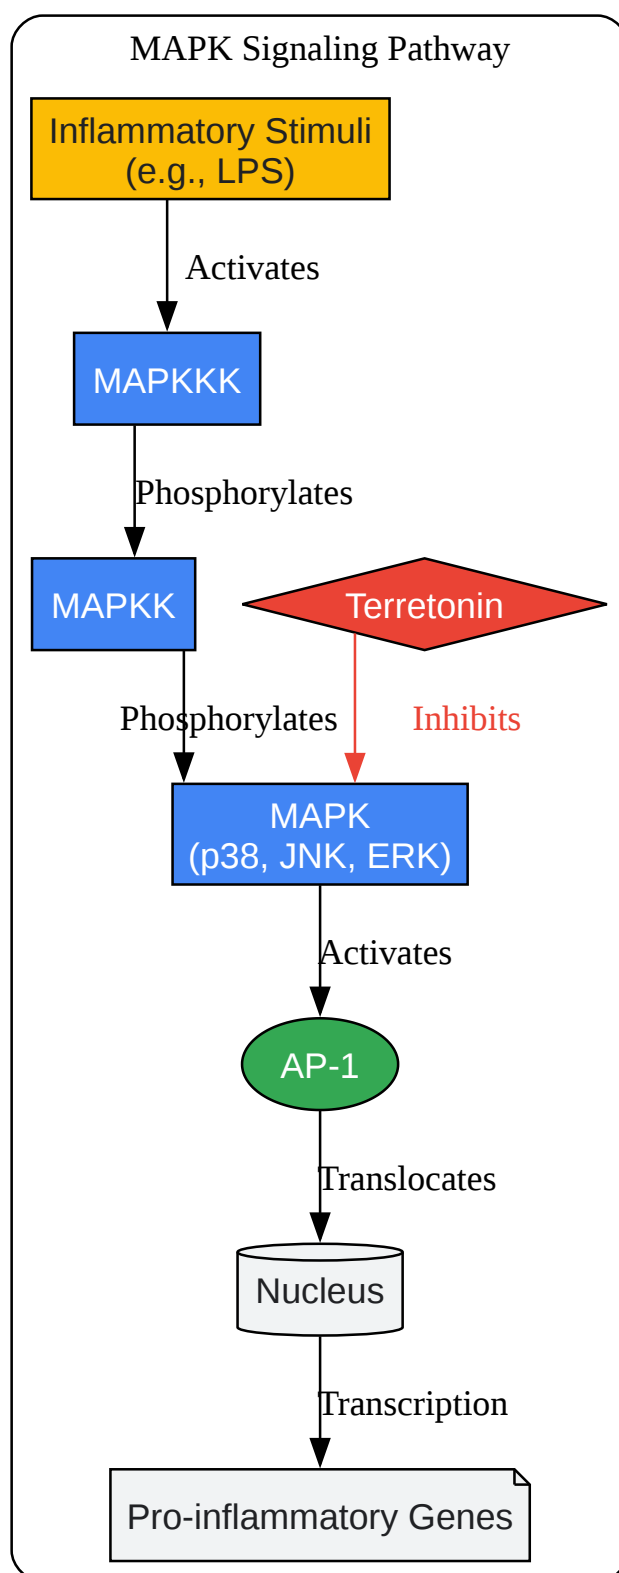 MAPK Signaling Pathway
Inflammatory Stimuli
(e.g., LPS)
Activates
MAPKKK
Phosphorylates
MAPKK
Terretonin
Phosphorylates
Inhibits
MAPK
(p38, JNK, ERK)
Activates
AP-1
Translocates
Nucleus
Transcription
Pro-inflammatory Genes